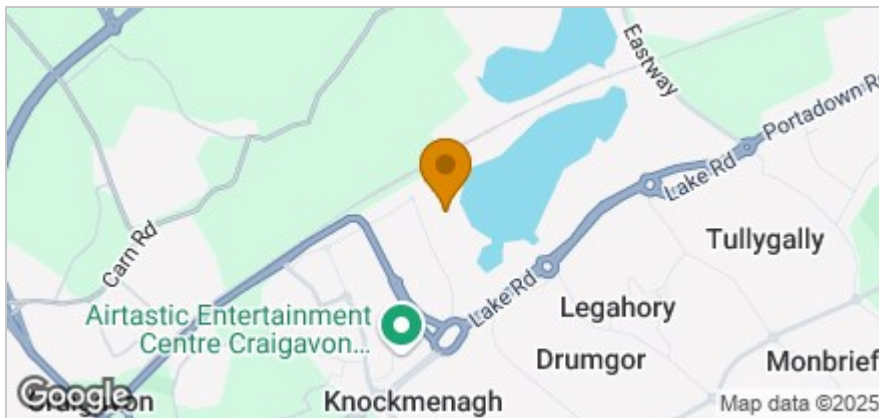 Eastway
Portadown R
Lake Rd
Carn Rd
Tullygally
Lake Rd
Legahory
Airtastic Entertainment
Centre Craigavon...
Drumgor
Monbrief
Google
Craigavon
Knockmenagh
Map data ©2025